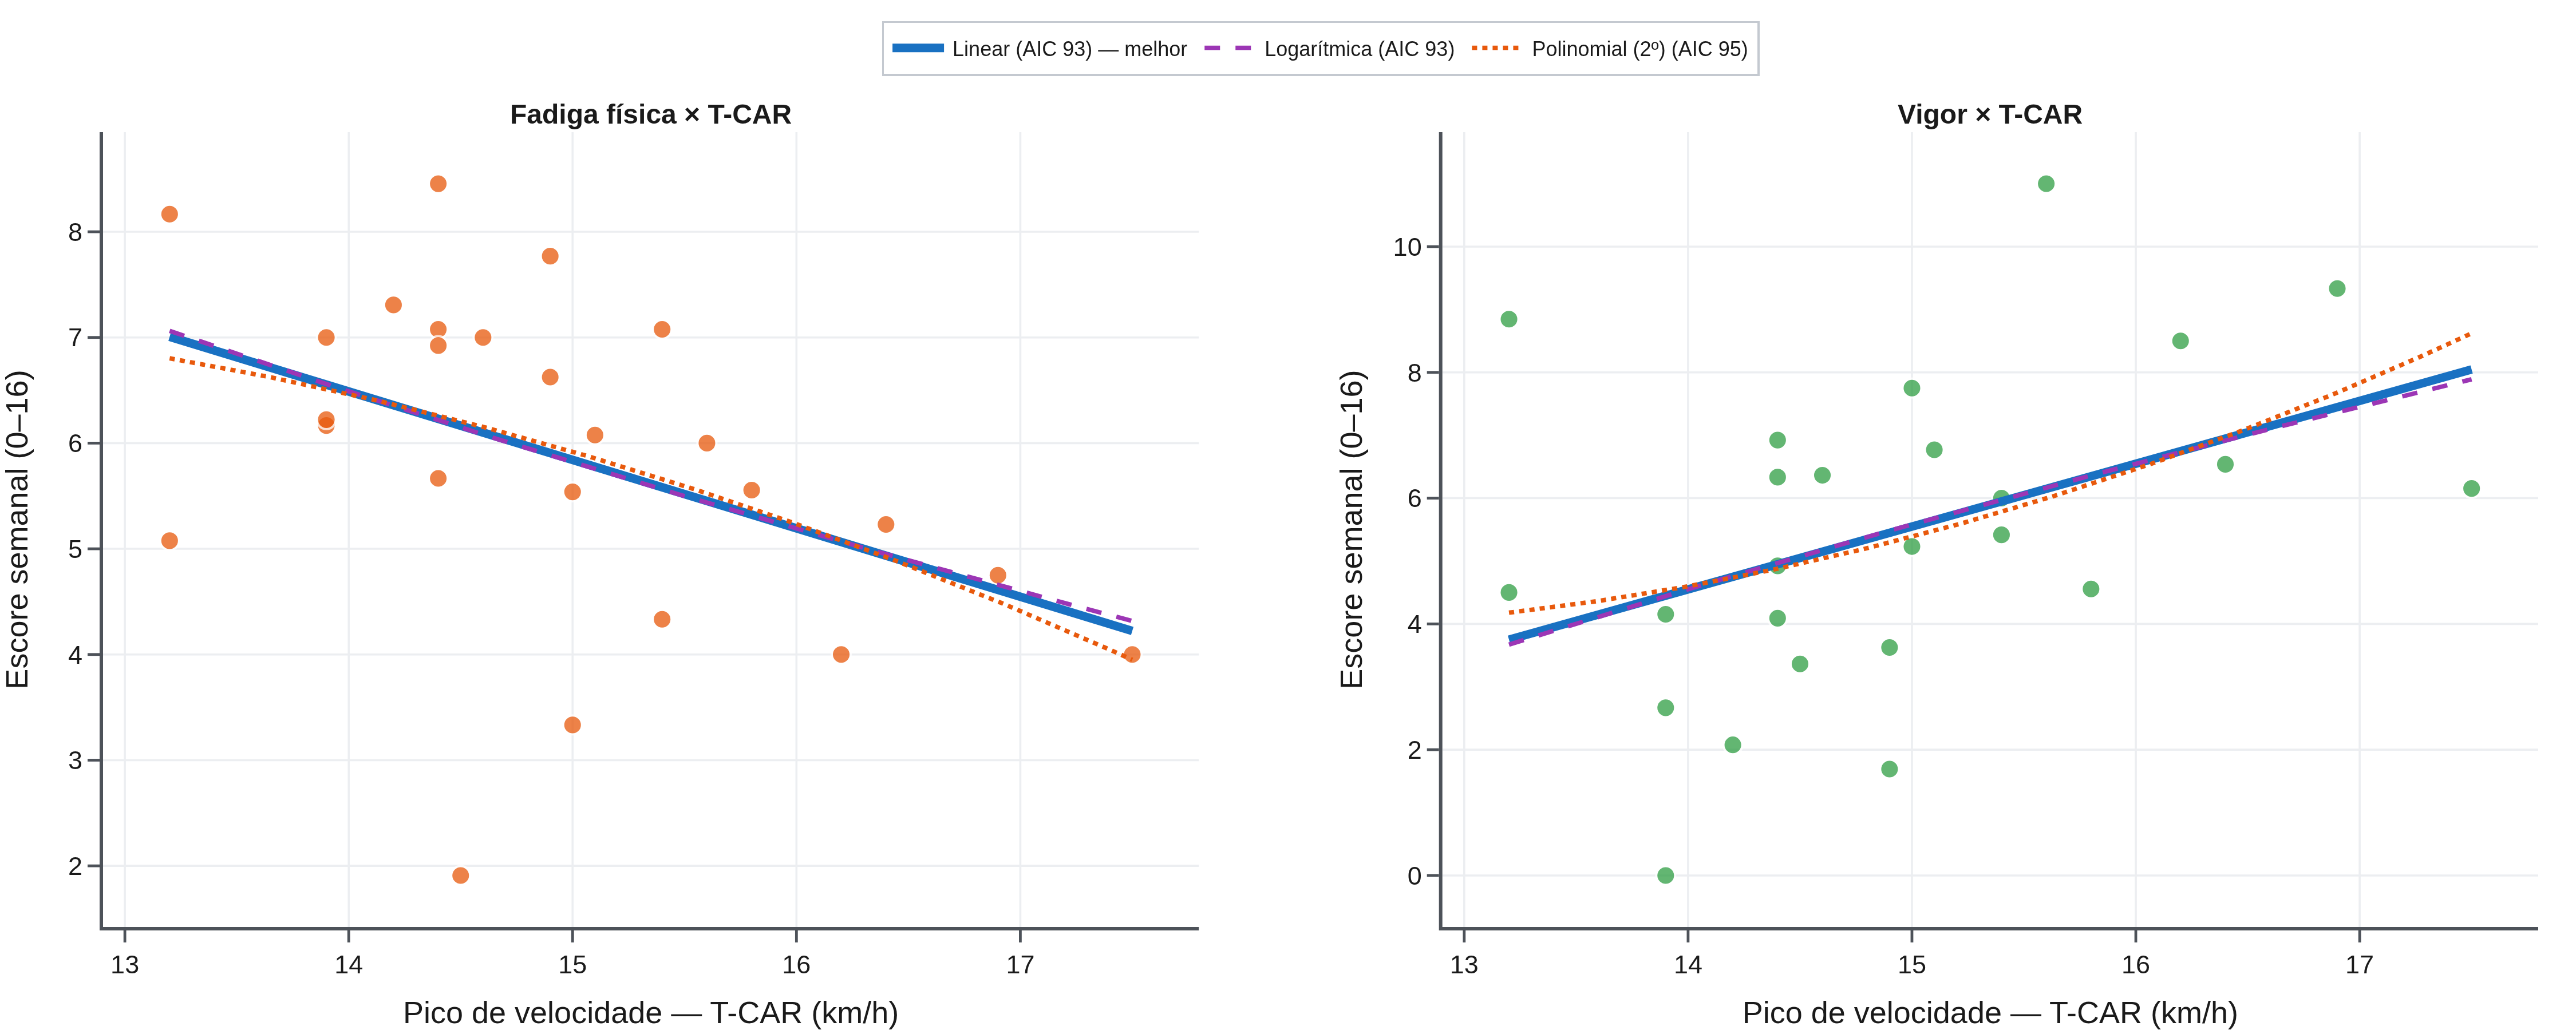 Linear (AIC 93) — melhor Logarítmica (AIC 93) Polinomial (2º) (AIC 95)
Fadiga física × T-CAR
Escore semanal (0–16)
8
7
6
5
4
3
2
13 14 15 16 17
Pico de velocidade — T-CAR (km/h)
Vigor × T-CAR
Escore semanal (0–16)
10
8
6
4
2
0
13 14 15 16 17
Pico de velocidade — T-CAR (km/h)